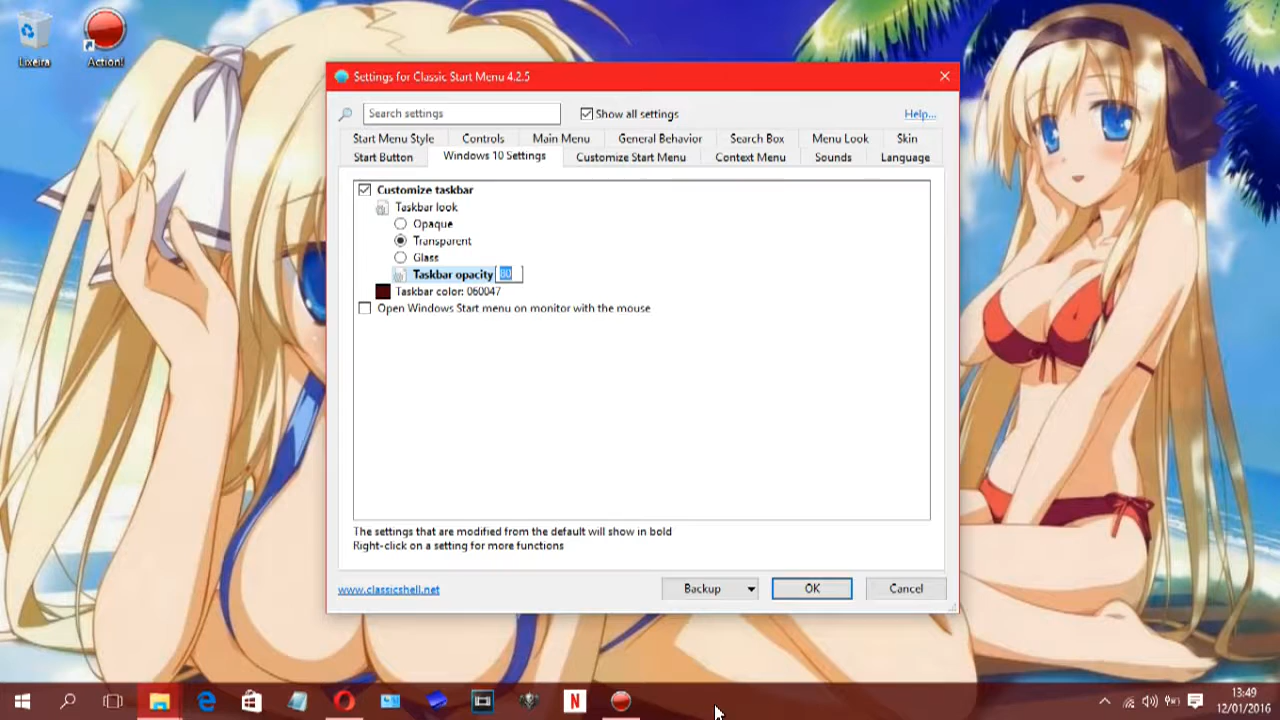 Lixeira
Action!
Settings for Classic Start Menu 4.2.5
Search settings
Show all settings
Help...
Start Menu Style
Controls
Main Menu
General Behavior
Search Box
Menu Look
Skin
Start Button
Windows 10 Settings
Customize Start Menu
Context Menu
Sounds
Language
Customize taskbar
Taskbar look
Opaque
Transparent
Glass
Taskbar opacity 80
Taskbar color: 060047
Open Windows Start menu on monitor with the mouse
The settings that are modified from the default will show in bold
Right-click on a setting for more functions
www.classicshell.net
Backup
OK
Cancel
N
13:49
12/01/2016